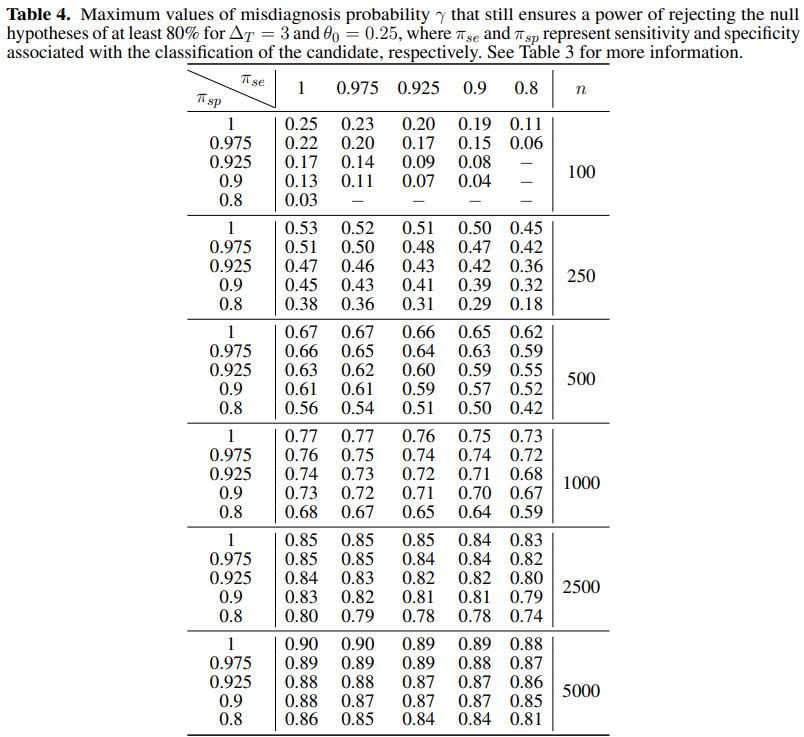 Table 4. Maximum values of misdiagnosis probability γ that still ensures a power of rejecting the null
hypotheses of at least 80% for Δ_T = 3 and θ_0 = 0.25, where π_se and π_sp represent sensitivity and specificity
associated with the classification of the candidate, respectively. See Table 3 for more information.
π_se
π_sp
1 0.975 0.925 0.9 0.8 n
1 0.25 0.23 0.20 0.19 0.11
0.975 0.22 0.20 0.17 0.15 0.06
0.925 0.17 0.14 0.09 0.08 –
100
0.9 0.13 0.11 0.07 0.04 –
0.8 0.03 – – – –
1 0.53 0.52 0.51 0.50 0.45
0.975 0.51 0.50 0.48 0.47 0.42
0.925 0.47 0.46 0.43 0.42 0.36
250
0.9 0.45 0.43 0.41 0.39 0.32
0.8 0.38 0.36 0.31 0.29 0.18
1 0.67 0.67 0.66 0.65 0.62
0.975 0.66 0.65 0.64 0.63 0.59
0.925 0.63 0.62 0.60 0.59 0.55
500
0.9 0.61 0.61 0.59 0.57 0.52
0.8 0.56 0.54 0.51 0.50 0.42
1 0.77 0.77 0.76 0.75 0.73
0.975 0.76 0.75 0.74 0.74 0.72
0.925 0.74 0.73 0.72 0.71 0.68
1000
0.9 0.73 0.72 0.71 0.70 0.67
0.8 0.68 0.67 0.65 0.64 0.59
1 0.85 0.85 0.85 0.84 0.83
0.975 0.85 0.85 0.84 0.84 0.82
0.925 0.84 0.83 0.82 0.82 0.80
2500
0.9 0.83 0.82 0.81 0.81 0.79
0.8 0.80 0.79 0.78 0.78 0.74
1 0.90 0.90 0.89 0.89 0.88
0.975 0.89 0.89 0.89 0.88 0.87
0.925 0.88 0.88 0.87 0.87 0.86
5000
0.9 0.88 0.87 0.87 0.87 0.85
0.8 0.86 0.85 0.84 0.84 0.81